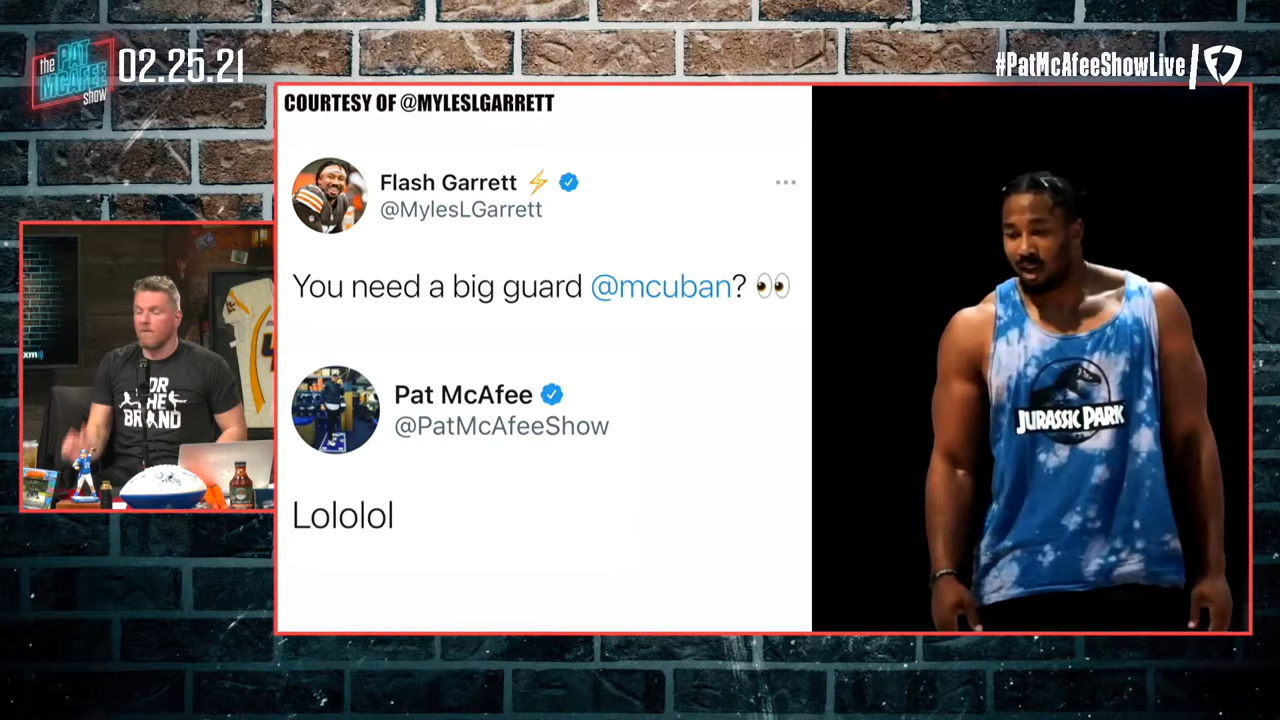 the PAT
MCAFEE
show
02.25.21
#PatMcAfeeShowLive
COURTESY OF @MYLESLGARRETT
Flash Garrett ⚡
@MylesLGarrett
You need a big guard @mcuban? 👀
Pat McAfee
@PatMcAfeeShow
Lololol
xm
THE
BRAND
JURASSIC PARK